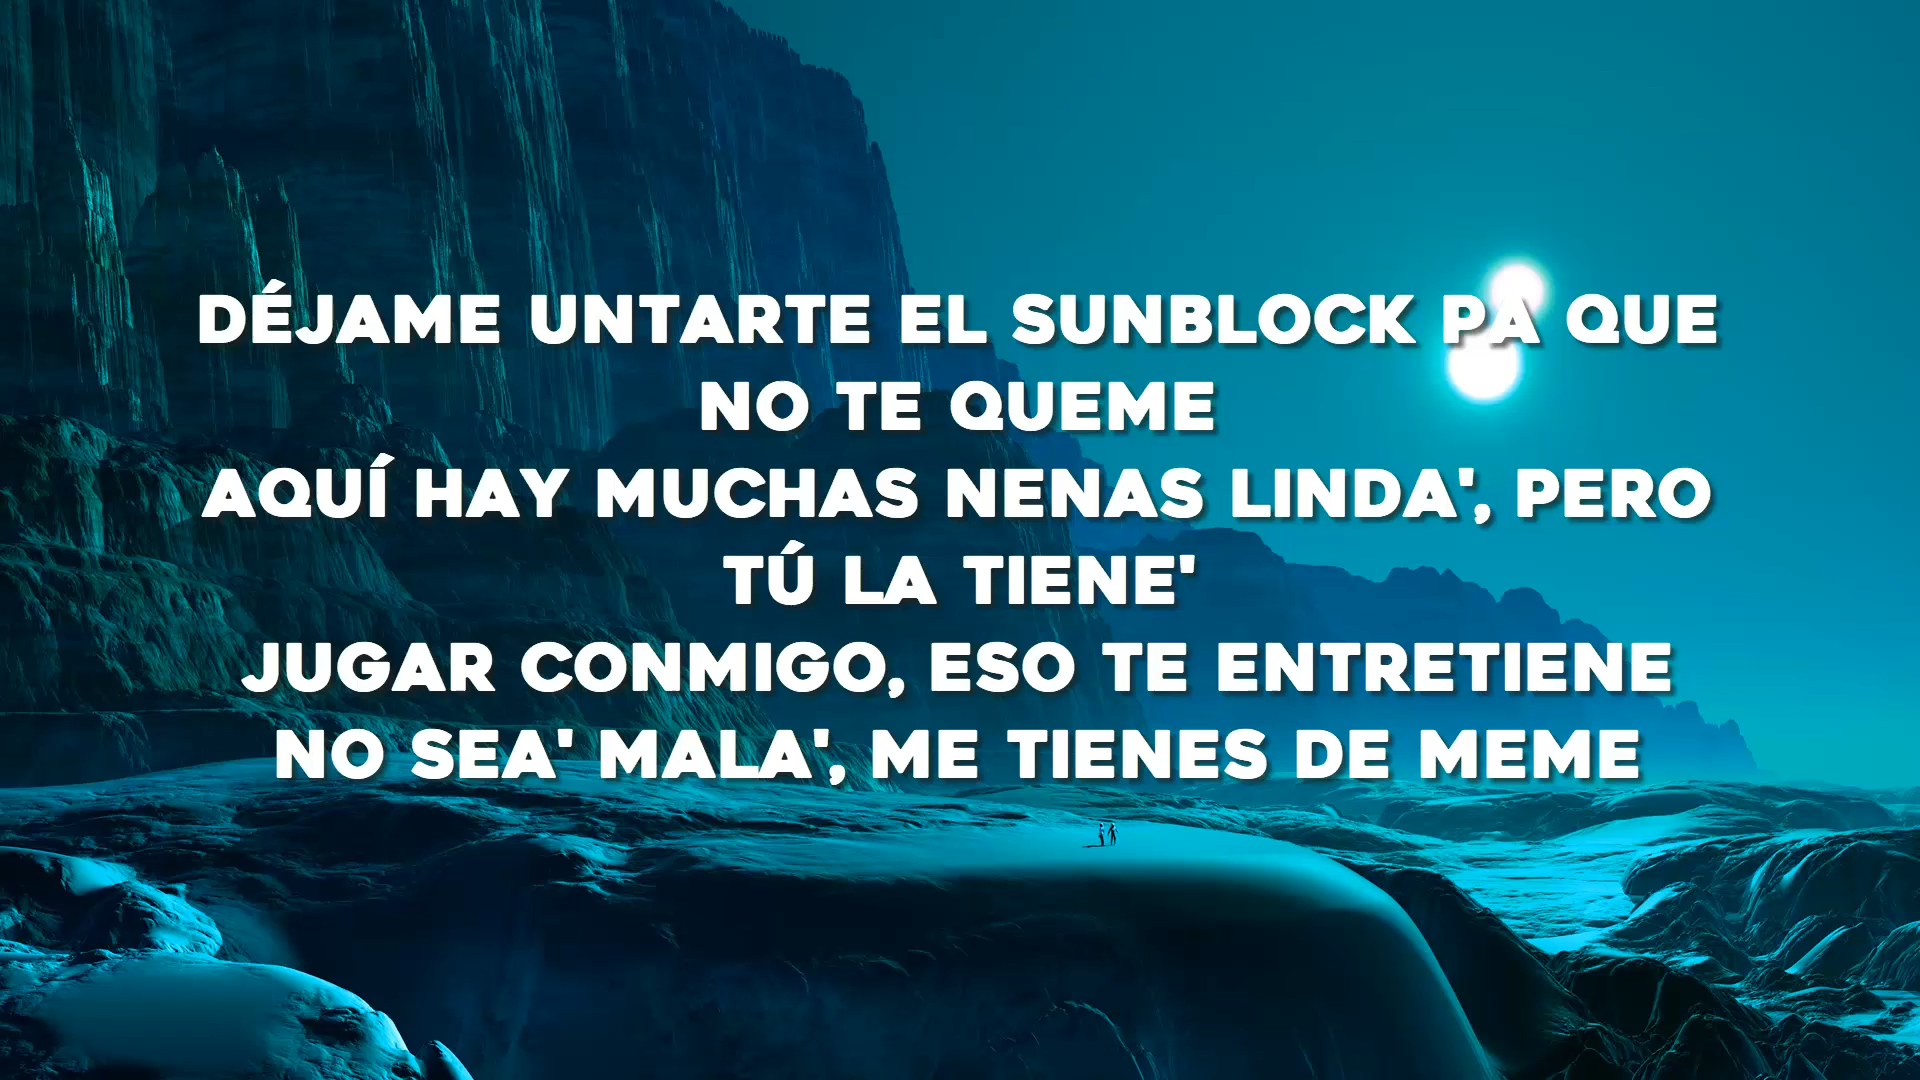 DÉJAME UNTARTE EL SUNBLOCK PA QUE
NO TE QUEME
AQUÍ HAY MUCHAS NENAS LINDA', PERO
TÚ LA TIENE'
JUGAR CONMIGO, ESO TE ENTRETIENE
NO SEA' MALA', ME TIENES DE MEME